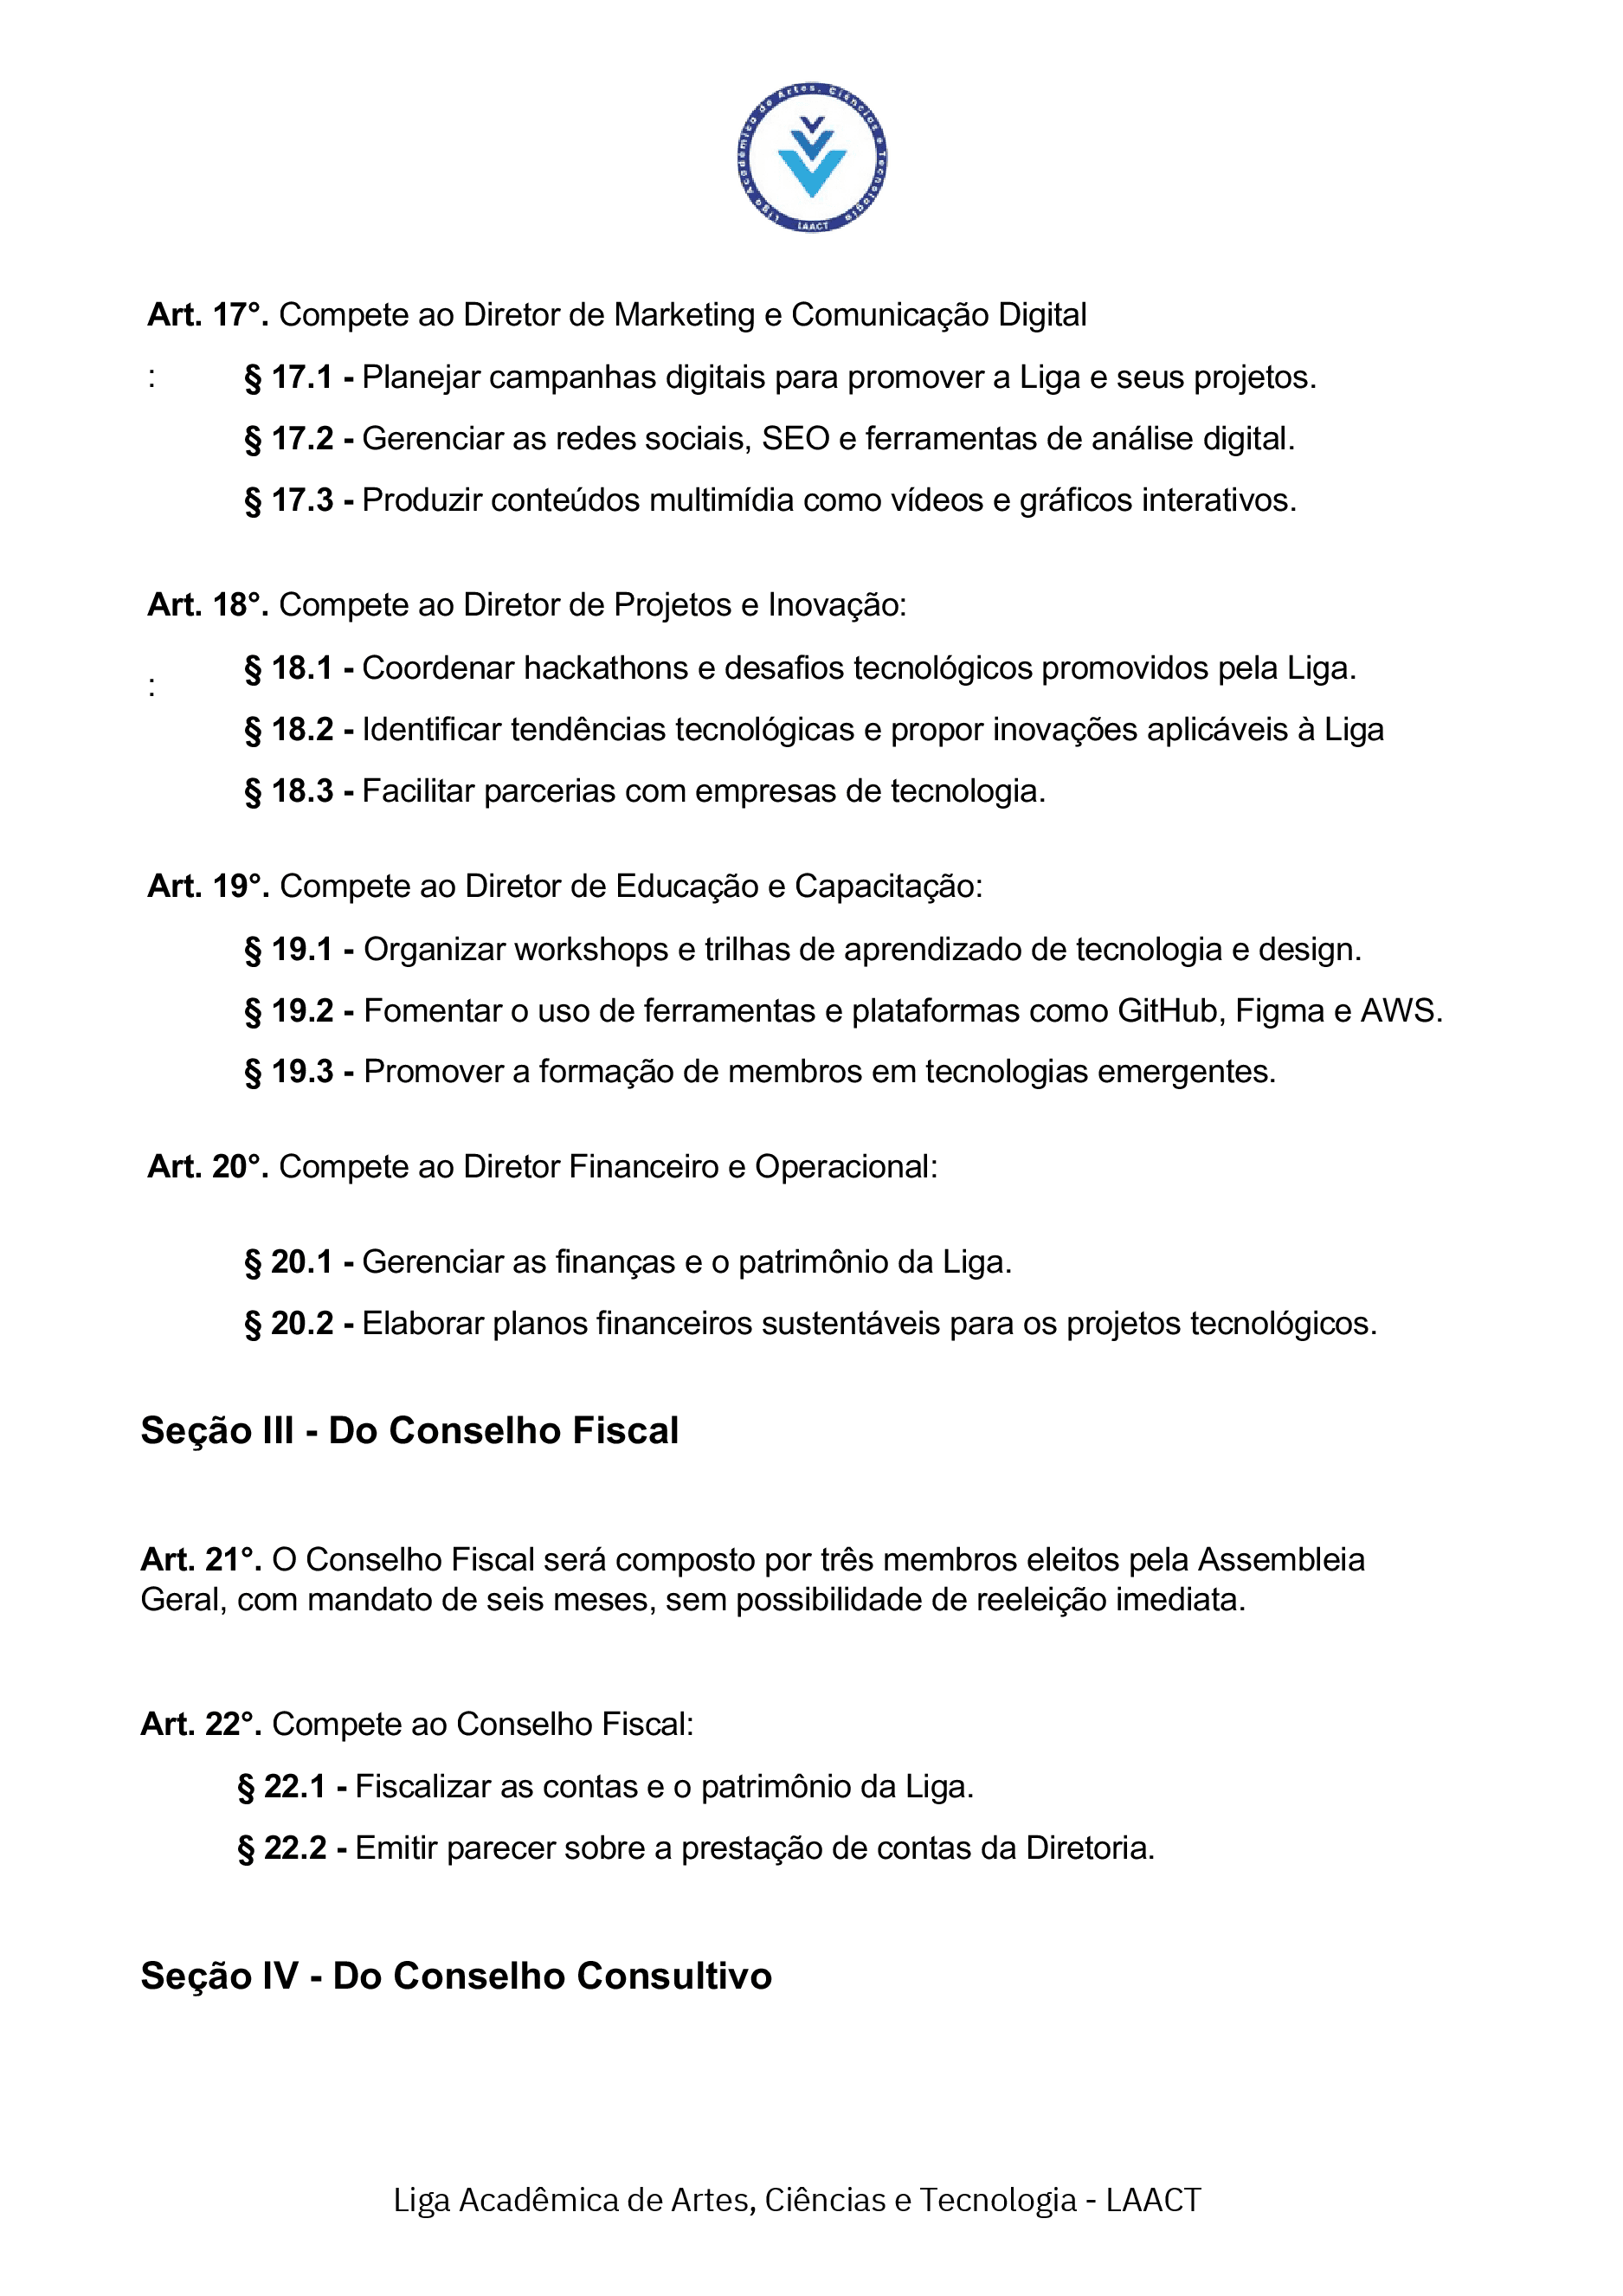 Liga Acadêmica de Artes, Ciências e Tecnologia
LAACT
Art. 17°. Compete ao Diretor de Marketing e Comunicação Digital
: § 17.1 - Planejar campanhas digitais para promover a Liga e seus projetos.
§ 17.2 - Gerenciar as redes sociais, SEO e ferramentas de análise digital.
§ 17.3 - Produzir conteúdos multimídia como vídeos e gráficos interativos.
Art. 18°. Compete ao Diretor de Projetos e Inovação:
§ 18.1 - Coordenar hackathons e desafios tecnológicos promovidos pela Liga.
:
§ 18.2 - Identificar tendências tecnológicas e propor inovações aplicáveis à Liga
§ 18.3 - Facilitar parcerias com empresas de tecnologia.
Art. 19°. Compete ao Diretor de Educação e Capacitação:
§ 19.1 - Organizar workshops e trilhas de aprendizado de tecnologia e design.
§ 19.2 - Fomentar o uso de ferramentas e plataformas como GitHub, Figma e AWS.
§ 19.3 - Promover a formação de membros em tecnologias emergentes.
Art. 20°. Compete ao Diretor Financeiro e Operacional:
§ 20.1 - Gerenciar as finanças e o patrimônio da Liga.
§ 20.2 - Elaborar planos financeiros sustentáveis para os projetos tecnológicos.
Seção III - Do Conselho Fiscal
Art. 21°. O Conselho Fiscal será composto por três membros eleitos pela Assembleia
Geral, com mandato de seis meses, sem possibilidade de reeleição imediata.
Art. 22°. Compete ao Conselho Fiscal:
§ 22.1 - Fiscalizar as contas e o patrimônio da Liga.
§ 22.2 - Emitir parecer sobre a prestação de contas da Diretoria.
Seção IV - Do Conselho Consultivo
Liga Acadêmica de Artes, Ciências e Tecnologia - LAACT